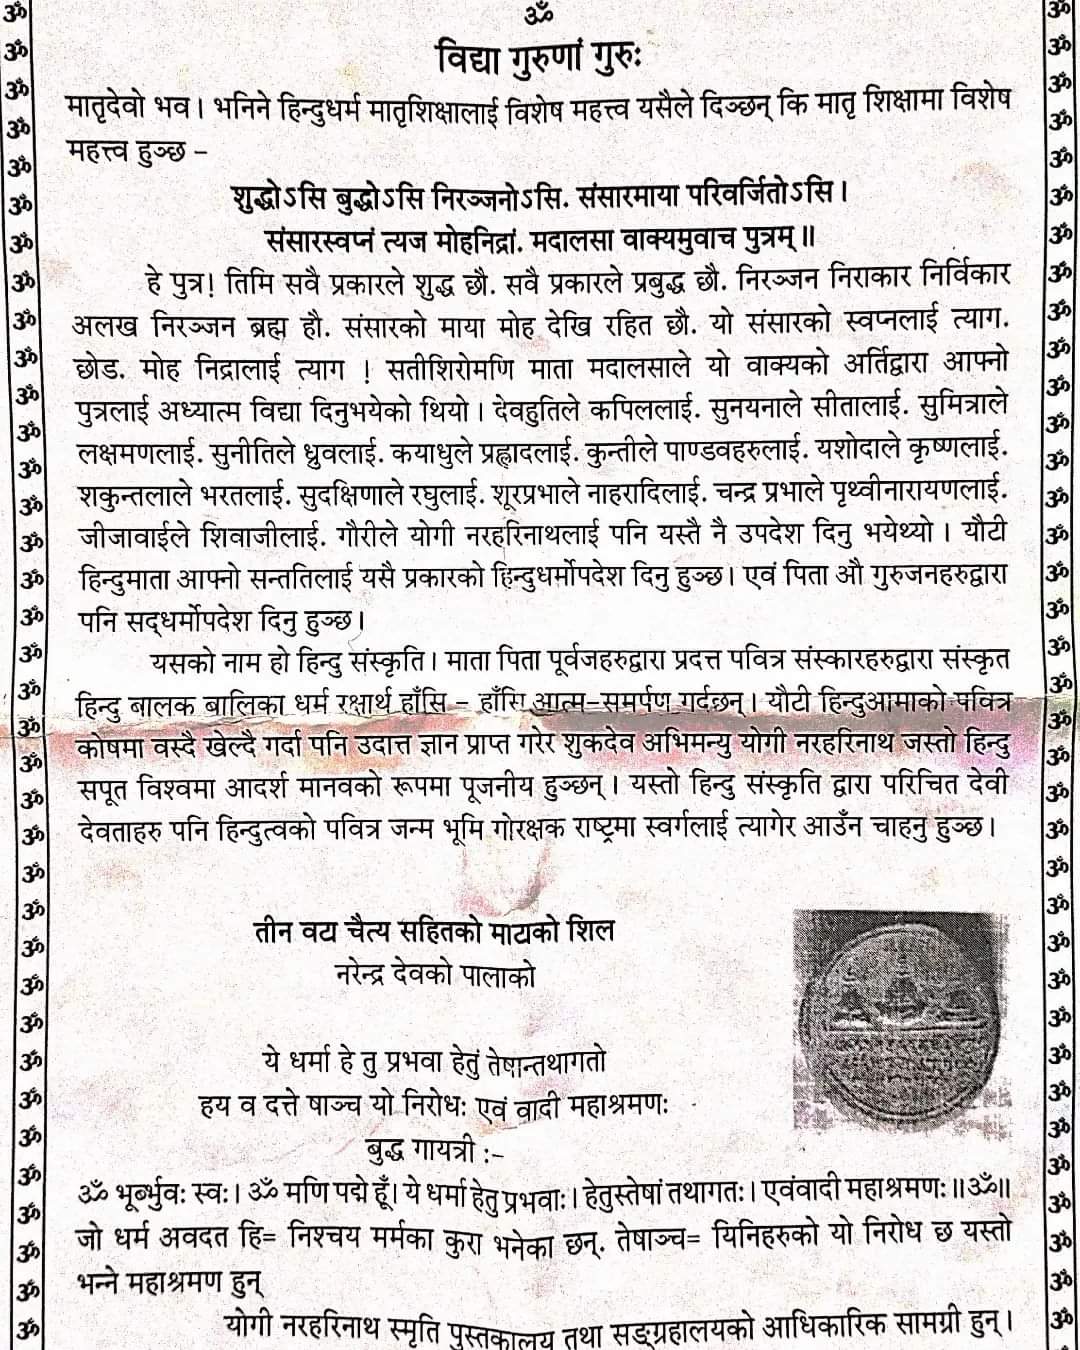 ॐ
विद्या गुरुणां गुरुः
मातृदेवो भव। भनिने हिन्दुधर्म मातृशिक्षालाई विशेष महत्त्व यसैले दिञ्छन् कि मातृ शिक्षामा विशेष
महत्त्व हुञ्छ –
शुद्धोऽसि बुद्धोऽसि निरञ्जनोऽसि. संसारमाया परिवर्जितोऽसि।
संसारस्वप्नं त्यज मोहनिद्रां. मदालसा वाक्यमुवाच पुत्रम्॥
हे पुत्र! तिमि सवै प्रकारले शुद्ध छौ. सवै प्रकारले प्रबुद्ध छौ. निरञ्जन निराकार निर्विकार
अलख निरञ्जन ब्रह्म हौ. संसारको माया मोह देखि रहित छौ. यो संसारको स्वप्नलाई त्याग.
छोड. मोह निद्रालाई त्याग ! सतीशिरोमणि माता मदालसाले यो वाक्यको अर्तिद्वारा आफ्नो
पुत्रलाई अध्यात्म विद्या दिनुभयेको थियो। देवहुतिले कपिललाई. सुनयनाले सीतालाई. सुमित्राले
लक्षमणलाई. सुनीतिले ध्रुवलाई. कयाधुले प्रह्लादलाई. कुन्तीले पाण्डवहरुलाई. यशोदाले कृष्णलाई.
शकुन्तलाले भरतलाई. सुदक्षिणाले रघुलाई. शूरप्रभाले नाहरादिलाई. चन्द्र प्रभाले पृथ्वीनारायणलाई.
जीजावाईले शिवाजीलाई. गौरीले योगी नरहरिनाथलाई पनि यस्तै नै उपदेश दिनु भयेथ्यो। यौटी
हिन्दुमाता आफ्नो सन्ततिलाई यसै प्रकारको हिन्दुधर्मोपदेश दिनु हुञ्छ। एवं पिता औ गुरुजनहरुद्वारा
पनि सद्धर्मोपदेश दिनु हुञ्छ।
यसको नाम हो हिन्दु संस्कृति। माता पिता पूर्वजहरुद्वारा प्रदत्त पवित्र संस्कारहरुद्वारा संस्कृत
हिन्दु बालक बालिका धर्म रक्षार्थ हाँसि – हाँसि आत्म–समर्पण गर्दछन्। यौटी हिन्दुआमाको पवित्र
कोषमा वस्दै खेल्दै गर्दा पनि उदात्त ज्ञान प्राप्त गरेर शुकदेव अभिमन्यु योगी नरहरिनाथ जस्तो हिन्दु
सपूत विश्वमा आदर्श मानवको रूपमा पूजनीय हुञ्छन्। यस्तो हिन्दु संस्कृति द्वारा परिचित देवी
देवताहरु पनि हिन्दुत्वको पवित्र जन्म भूमि गोरक्षक राष्ट्रमा स्वर्गलाई त्यागेर आउँन चाहनु हुञ्छ।
तीन वटा चैत्य सहितको माटाको शिल
नरेन्द्र देवको पालाको
ये धर्मा हे तु प्रभवा हेतुं तेषान्तथागतो
हय व दत्ते षाञ्च यो निरोधः एवं वादी महाश्रमणः
बुद्ध गायत्री :–
ॐ भूर्ब्भुवः स्वः। ॐ मणि पद्मे हूँ। ये धर्मा हेतु प्रभवाः। हेतुस्तेषां तथागतः। एवंवादी महाश्रमणः॥ॐ॥
जो धर्म अवदत हि= निश्चय मर्मका कुरा भनेका छन्. तेषाञ्च= यिनिहरुको यो निरोध छ यस्तो
भन्ने महाश्रमण हुन्
योगी नरहरिनाथ स्मृति पुस्तकालय तथा सङ्ग्रहालयको आधिकारिक सामग्री हुन्।